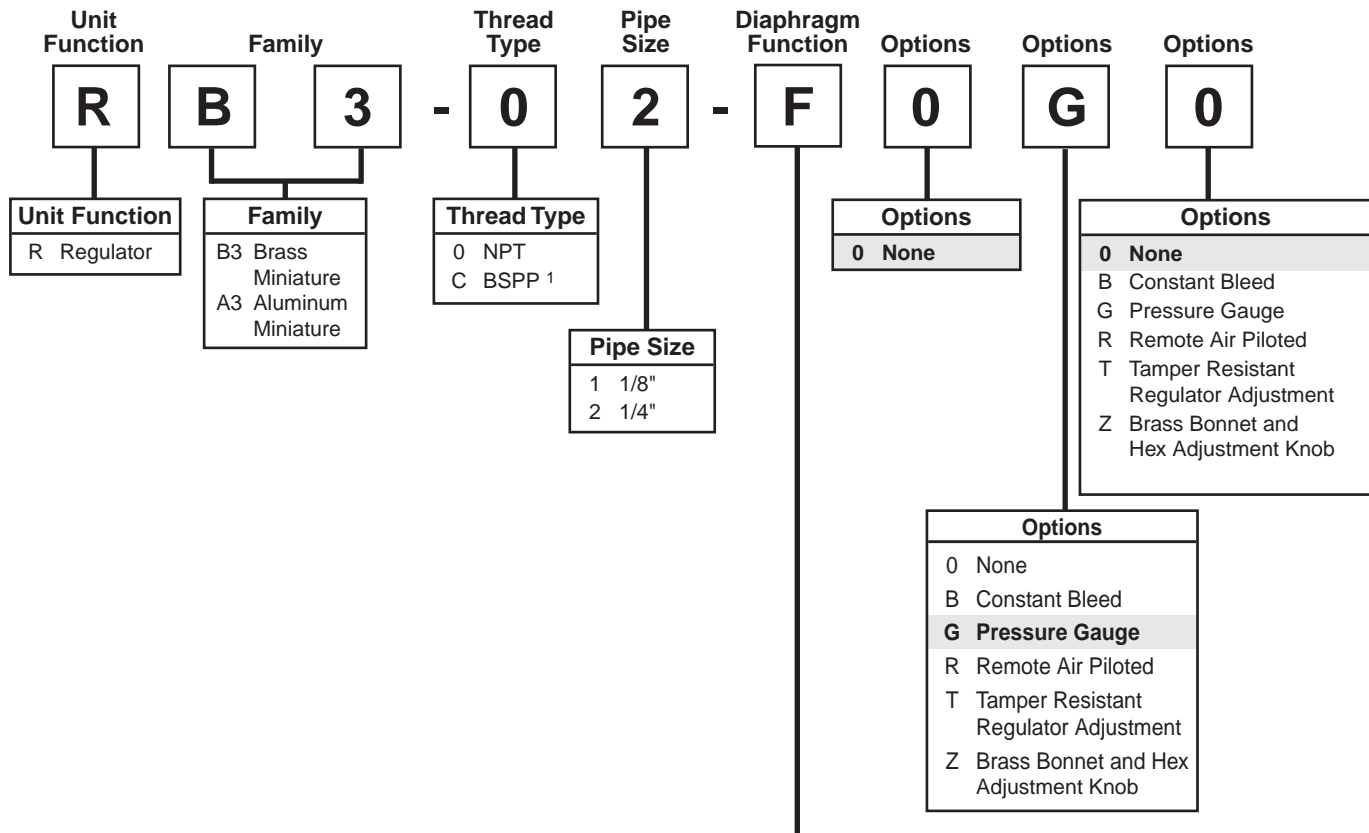 Unit Function
Family
Thread Type
Pipe Size
Diaphragm Function
Options
Options
Options
R B 3 - 0 2 - F 0 G 0
Unit Function
R Regulator
Family
B3 Brass
Miniature
A3 Aluminum
Miniature
Thread Type
0 NPT
C BSPP 1
Pipe Size
1 1/8"
2 1/4"
Options
0 None
Options
0 None
B Constant Bleed
G Pressure Gauge
R Remote Air Piloted
T Tamper Resistant
Regulator Adjustment
Z Brass Bonnet and
Hex Adjustment Knob
Options
0 None
B Constant Bleed
G Pressure Gauge
R Remote Air Piloted
T Tamper Resistant
Regulator Adjustment
Z Brass Bonnet and Hex
Adjustment Knob